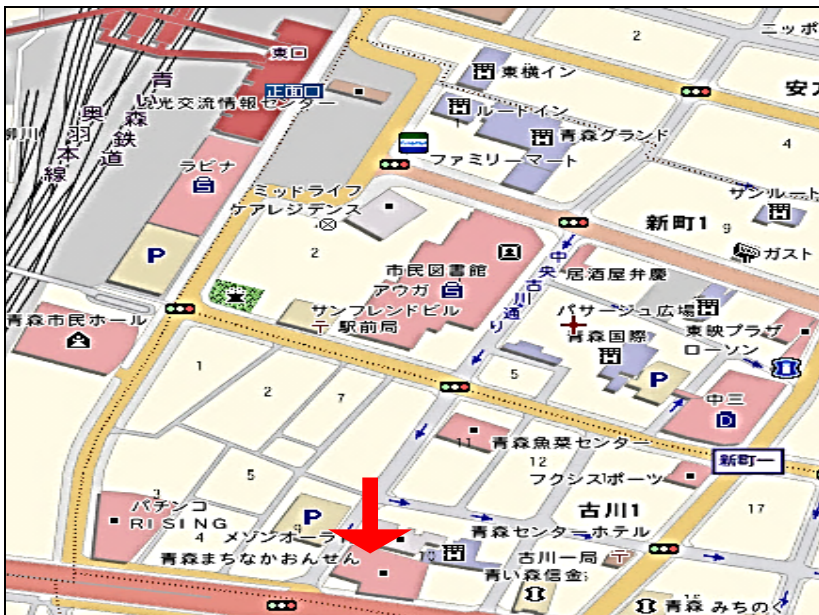 2
ニッポ
東口
東横イン
安
正面口
観光交流情報センター
ルートイン
1
青森グランド
4
青い森鉄道
奥羽本線
柳川
ラビナ
ファミリーマート
ミッドライフ
ケアレジデンス
サンルート
新町1
9
ガスト
P
2
中央古川通り
市民図書館
アウガ
居酒屋弁慶
サンフレンドビル
駅前局
パサージュ広場
青森国際
東映プラザ
ローソン
青森市民ホール
1
2
7
5
P
中三
D
11
青森魚菜センター
新町一
12
フクシスポーツ
3
5
パチンコ
RISING
P
古川1
17
4
メゾンオーラ
青森センターホテル
青森まちなかおんせん
10
古川一局
青い森信金
青森みちのく